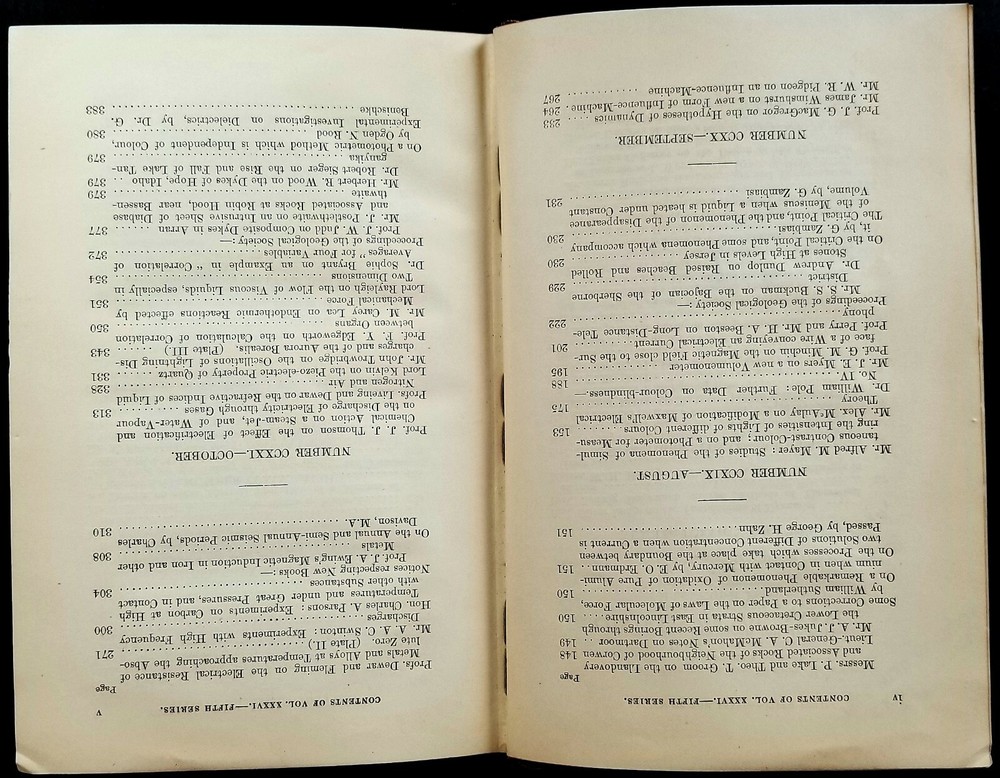 iv CONTENTS OF VOL. XXXVI.—FIFTH SERIES.
Page
Messrs. P. Lake and Theo. T. Groom on the Llandovery
and Associated Rocks of the Neighbourhood of Corwen 148
Lieut.-General C. A. McMahon's Notes on Dartmoor 149
Mr. A. J. Jukes-Browne on some Recent Borings through
the Lower Cretaceous Strata in East Lincolnshire..... 150
Some Corrections to a Paper on the Laws of Molecular Force,
by William Sutherland............................ 150
On a Remarkable Phenomenon of Oxidation of Pure Alumi-
nium when in Contact with Mercury, by E. O. Erdmann.. 151
On the Processes which take place at the Boundary between
two Solutions of Different Concentration when a Current is
Passed, by George H. Zahn........................ 151
NUMBER CCXIX.—AUGUST.
Mr. Alfred M. Mayer: Studies of the Phenomena of Simul-
taneous Contrast-Colour; and on a Photometer for Measu-
ring the Intensities of Lights of different Colours........ 153
Mr. Alex. McAulay on a Modification of Maxwell's Electrical
Theory ........................................ 175
Dr. William Pole: Further Data on Colour-blindness.—
No. IV. ....................................... 188
Mr. J. E. Myers on a new Volumenometer ............ 195
Prof. G. M. Minchin on the Magnetic Field close to the Sur-
face of a Wire conveying an Electrical Current........ 201
Prof. Perry and Mr. H. A. Beeston on Long-Distance Tele-
phony ......................................... 222
Proceedings of the Geological Society:—
Mr. S. S. Buckman on the Bajocian of the Sherborne
District ....................................... 229
Dr. Andrew Dunlop on Raised Beaches and Rolled
Stones at High Levels in Jersey ................ 230
On the Critical Point, and some Phenomena which accompany
it, by G. Zambiasi.............................. 230
The Critical Point, and the Phenomenon of the Disappearance
of the Meniscus when a Liquid is heated under Constant
Volume, by G. Zambiasi ......................... 231
NUMBER CCXX.—SEPTEMBER.
Prof. J. G. MacGregor on the Hypotheses of Dynamics .... 233
Mr. James Wimshurst on a new Form of Influence-Machine. 264
Mr. W. R. Pidgeon on an Influence-Machine ........... 267
CONTENTS OF VOL. XXXVI.—FIFTH SERIES. v
Page
Profs. Dewar and Fleming on the Electrical Resistance of
Metals and Alloys at Temperatures approaching the Abso-
lute Zero. (Plate II.) ............................ 271
Mr. A. A. C. Swinton: Experiments with High Frequency
Discharges ..................................... 300
Hon. Charles A. Parsons: Experiments on Carbon at High
Temperatures and under Great Pressures, and in Contact
with other Substances ........................... 304
Notices respecting New Books:—
Prof. J. A. Ewing's Magnetic Induction in Iron and other
Metals ........................................ 308
On the Annual and Semi-Annual Seismic Periods, by Charles
Davison, M.A. .................................. 310
NUMBER CCXXI.—OCTOBER.
Prof. J. J. Thomson on the Effect of Electrification and
Chemical Action on a Steam-Jet, and of Water-Vapour
on the Discharge of Electricity through Gases .......... 313
Profs. Liveing and Dewar on the Refractive Indices of Liquid
Nitrogen and Air................................ 328
Lord Kelvin on the Piezo-electric Property of Quartz...... 331
Mr. John Trowbridge on the Oscillations of Lightning Dis-
charges and of the Aurora Borealis. (Plate III.) ........ 343
Prof. F. Y. Edgeworth on the Calculation of Correlation
between Organs ................................. 350
Mr. M. Carey Lea on Endothermic Reactions effected by
Mechanical Force ............................... 351
Lord Rayleigh on the Flow of Viscous Liquids, especially in
Two Dimensions ................................ 354
Dr. Sophie Bryant on an Example in "Correlation of
Averages" for Four Variables...................... 372
Proceedings of the Geological Society:—
Prof. J. W. Judd on Composite Dykes in Arran ...... 377
Mr. J. Postlethwaite on an Intrusive Sheet of Diabase
and Associated Rocks at Robin Hood, near Bassen-
thwaite ....................................... 379
Mr. Herbert R. Wood on the Dykes of Hope, Idaho .. 379
Dr. Robert Sieger on the Rise and Fall of Lake Tan-
ganyika ....................................... 379
On a Photometric Method which is Independent of Colour,
by Ogden N. Rood .............................. 380
Experimental Investigations on Dielectrics, by Dr. G.
Benischke ..................................... 383